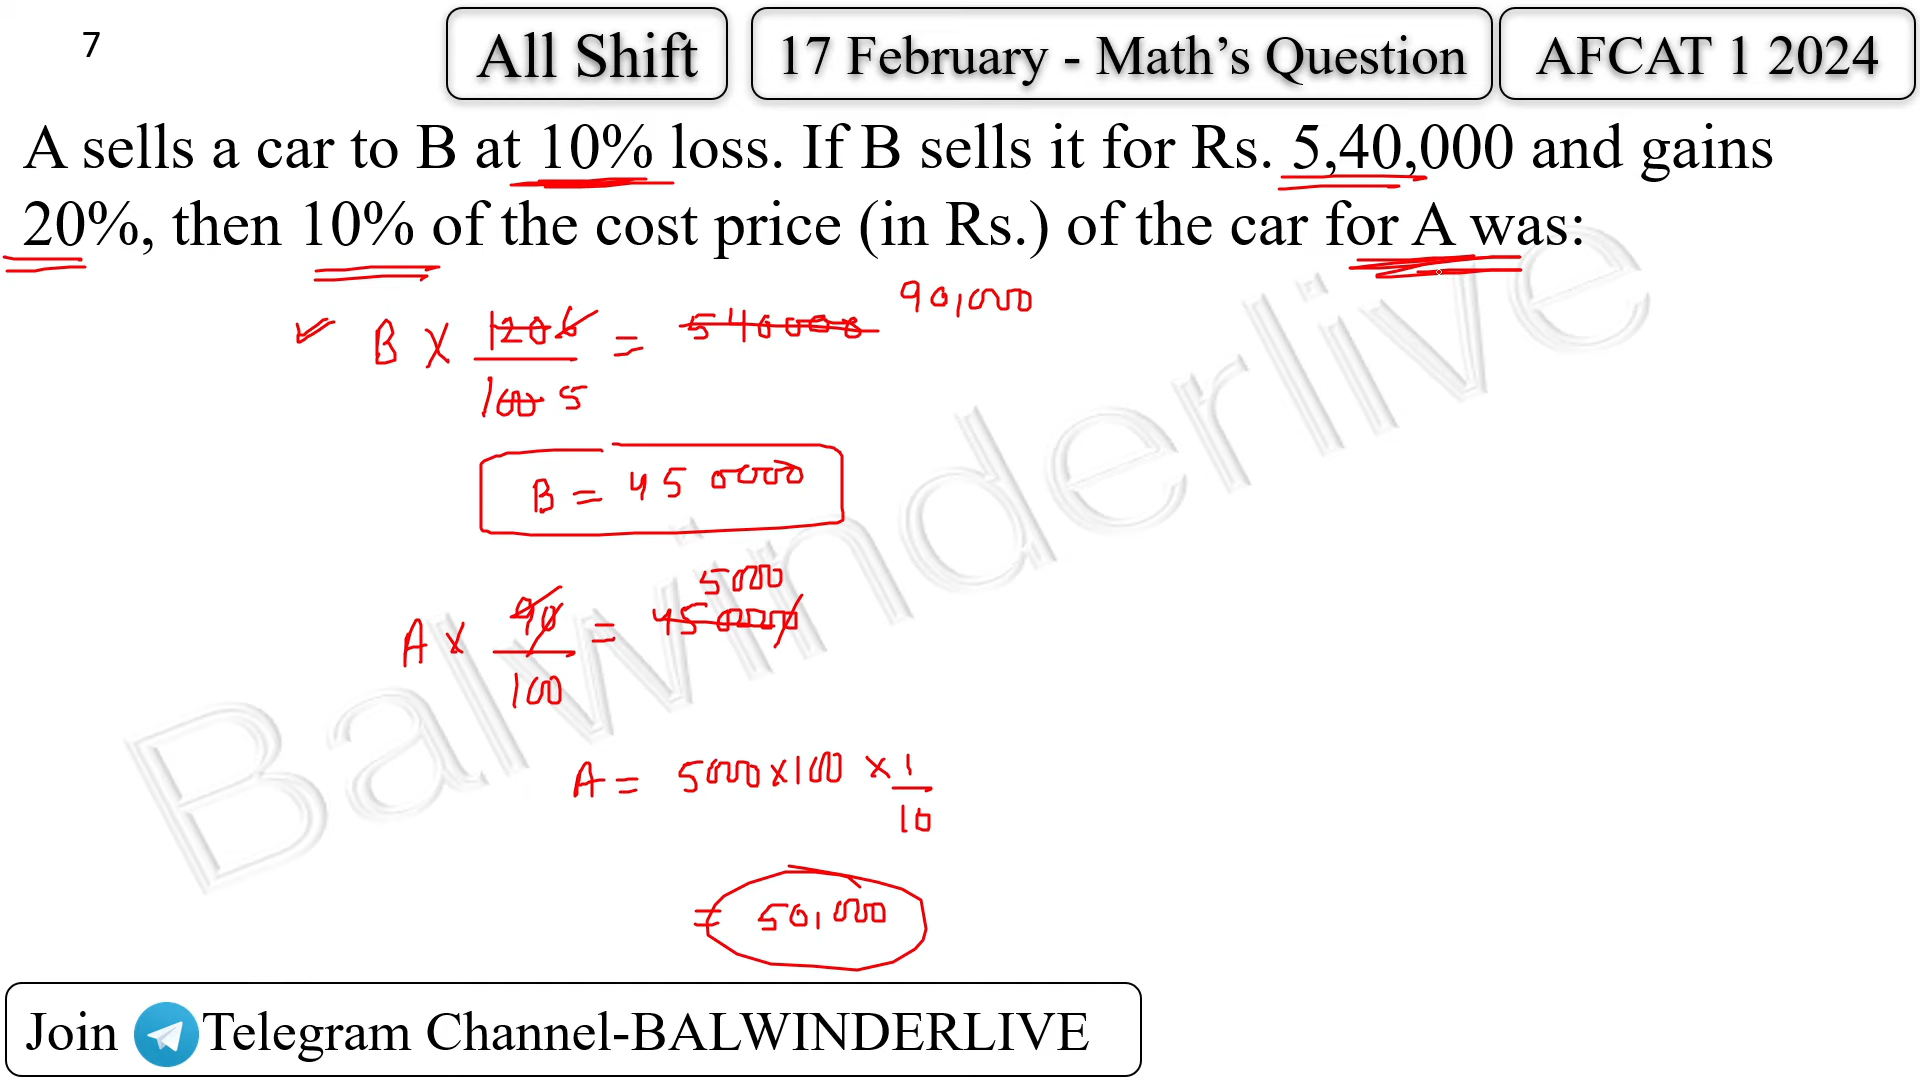 7
All Shift
17 February - Math's Question
AFCAT 1 2024
A sells a car to B at 10% loss. If B sells it for Rs. 5,40,000 and gains
20%, then 10% of the cost price (in Rs.) of the car for A was:
90,000
B × 120 6 / 100 5 = 540000
B = 450000
5000
A × 90 / 100 = 450000
A = 5000×100 × 1/10
= 50,000
Balwinderlive
Join Telegram Channel-BALWINDERLIVE